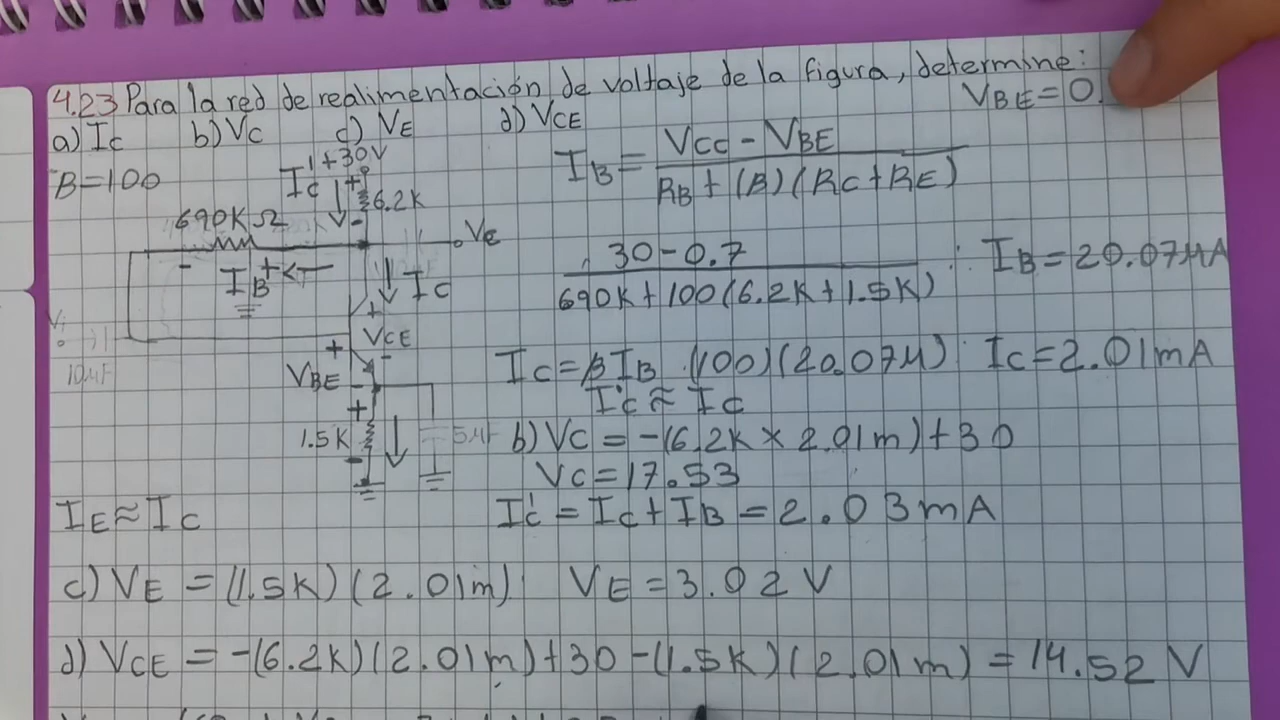 4.23 Para la red de realimentación de voltaje de la figura, determine:
a) IC b) VC c) VE d) VCE
VBE = 0.
B = 100
IB = VCC - VBE / RB + (B)(RC + RE)
+30V
I'C
6.2K
690KΩ
VE
30 - 0.7 / 690K + 100(6.2K + 1.5K) ∴ IB = 20.07μA
IB
IC
VCE
10μF
IC = βIB (100)(20.07μ) ∴ IC = 2.01mA
VBE
I'C ≈ IC
1.5K
5μF
b) VC = -(6.2K × 2.01m) + 30
VC = 17.53
IE ≈ IC
I'C = IC + IB = 2.03mA
c) VE = (1.5K)(2.01m) VE = 3.02 V
d) VCE = -(6.2K)(2.01m) + 30 - (1.5K)(2.01m) = 14.52 V